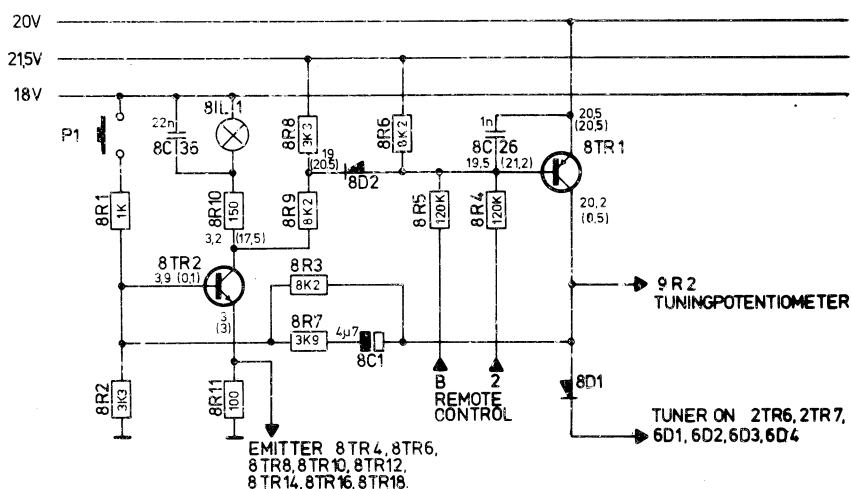 20V
21,5V
18V
P1
22n
8C36
8IL1
8R8
3K3
19
(20,5)
8R6
8K2
1n
8C26
19,5 (21,2)
20,5
(20,5)
8TR1
8D2
8R1
1K
8R10
150
8R9
8K2
8R5
120K
8R4
120K
20,2
(0,5)
3,2 (17,5)
8TR2
3,9 (0,1)
8R3
8K2
9R2
TUNINGPOTENTIOMETER
3
(3)
8R7
3K9
4µ7
8C1
8R2
3K3
8R11
100
B 2
REMOTE
CONTROL
8D1
EMITTER 8TR4, 8TR6,
8TR8, 8TR10, 8TR12,
8TR14, 8TR16, 8TR18.
TUNER ON 2TR6, 2TR7,
6D1, 6D2, 6D3, 6D4